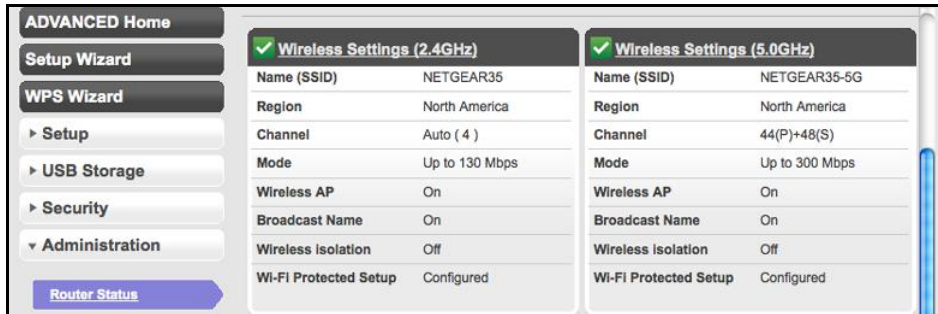 ADVANCED Home
Setup Wizard
WPS Wizard
Setup
USB Storage
Security
Administration
Router Status
Wireless Settings (2.4GHz)
Name (SSID) NETGEAR35
Region North America
Channel Auto ( 4 )
Mode Up to 130 Mbps
Wireless AP On
Broadcast Name On
Wireless isolation Off
Wi-Fi Protected Setup Configured
Wireless Settings (5.0GHz)
Name (SSID) NETGEAR35-5G
Region North America
Channel 44(P)+48(S)
Mode Up to 300 Mbps
Wireless AP On
Broadcast Name On
Wireless isolation Off
Wi-Fi Protected Setup Configured